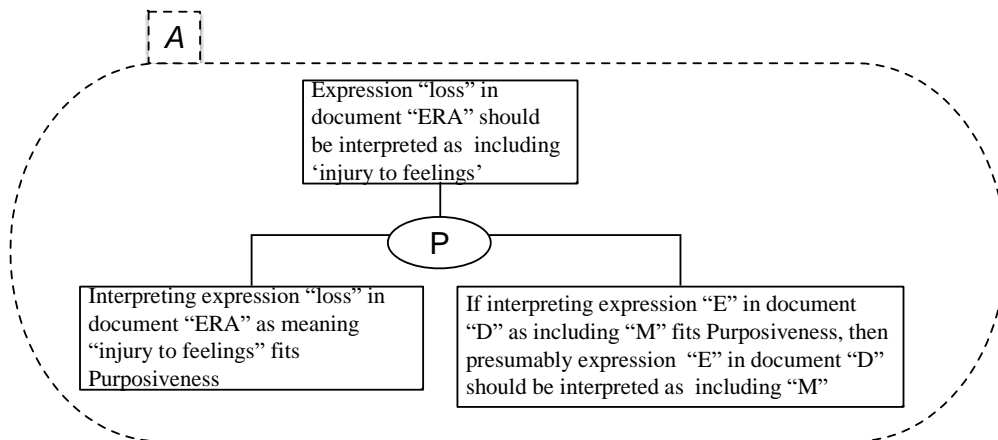 A
Expression “loss” in
document “ERA” should
be interpreted as including
‘injury to feelings’
P
Interpreting expression “loss” in
document “ERA” as meaning
“injury to feelings” fits
Purposiveness
If interpreting expression “E” in document
“D” as including “M” fits Purposiveness, then
presumably expression “E” in document “D”
should be interpreted as including “M”